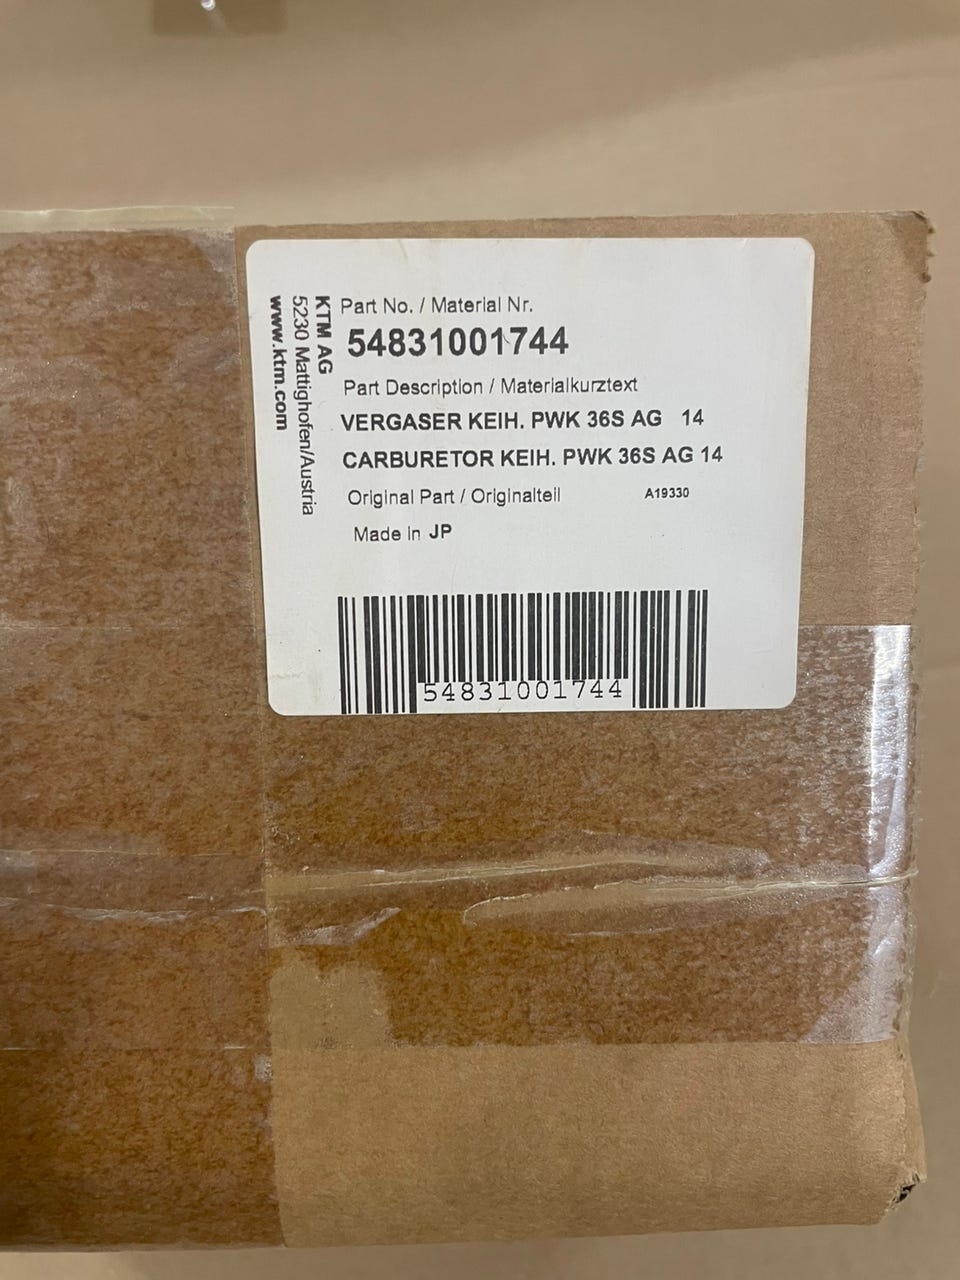 KTM AG
5230 Mattighofen/Austria
www.ktm.com
Part No. / Material Nr.
54831001744
Part Description / Materialkurztext
VERGASER KEIH. PWK 36S AG 14
CARBURETOR KEIH. PWK 36S AG 14
Original Part / Originalteil A19330
Made in JP
54831001744